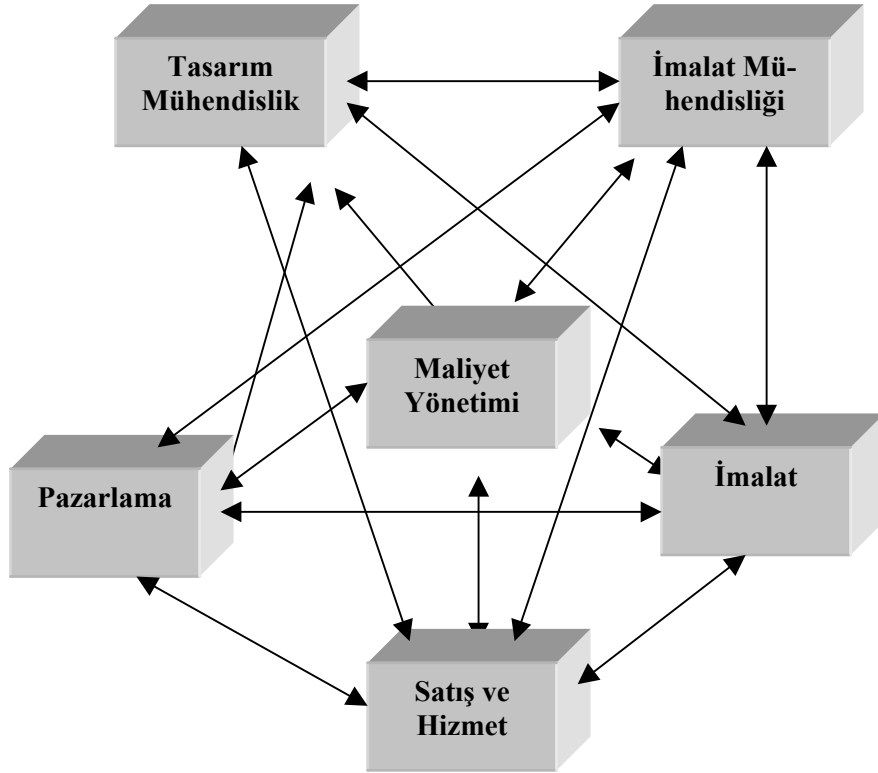 Tasarım
Mühendislik
İmalat Mü-
hendisliği
Maliyet
Yönetimi
Pazarlama
İmalat
Satış ve
Hizmet